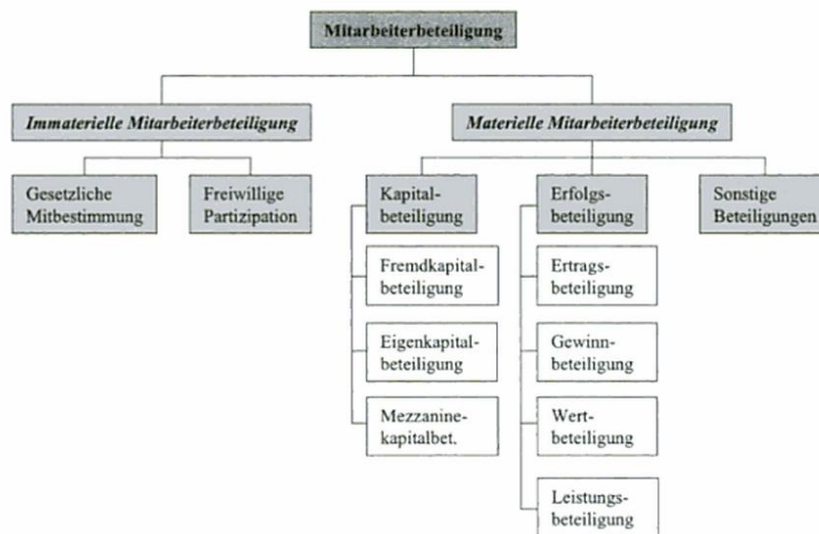 Mitarbeiterbeteiligung
Immaterielle Mitarbeiterbeteiligung
Materielle Mitarbeiterbeteiligung
Gesetzliche
Mitbestimmung
Freiwillige
Partizipation
Kapital-
beteiligung
Erfolgs-
beteiligung
Sonstige
Beteiligungen
Fremdkapital-
beteiligung
Ertrags-
beteiligung
Eigenkapital-
beteiligung
Gewinn-
beteiligung
Mezzanine-
kapitalbet.
Wert-
beteiligung
Leistungs-
beteiligung